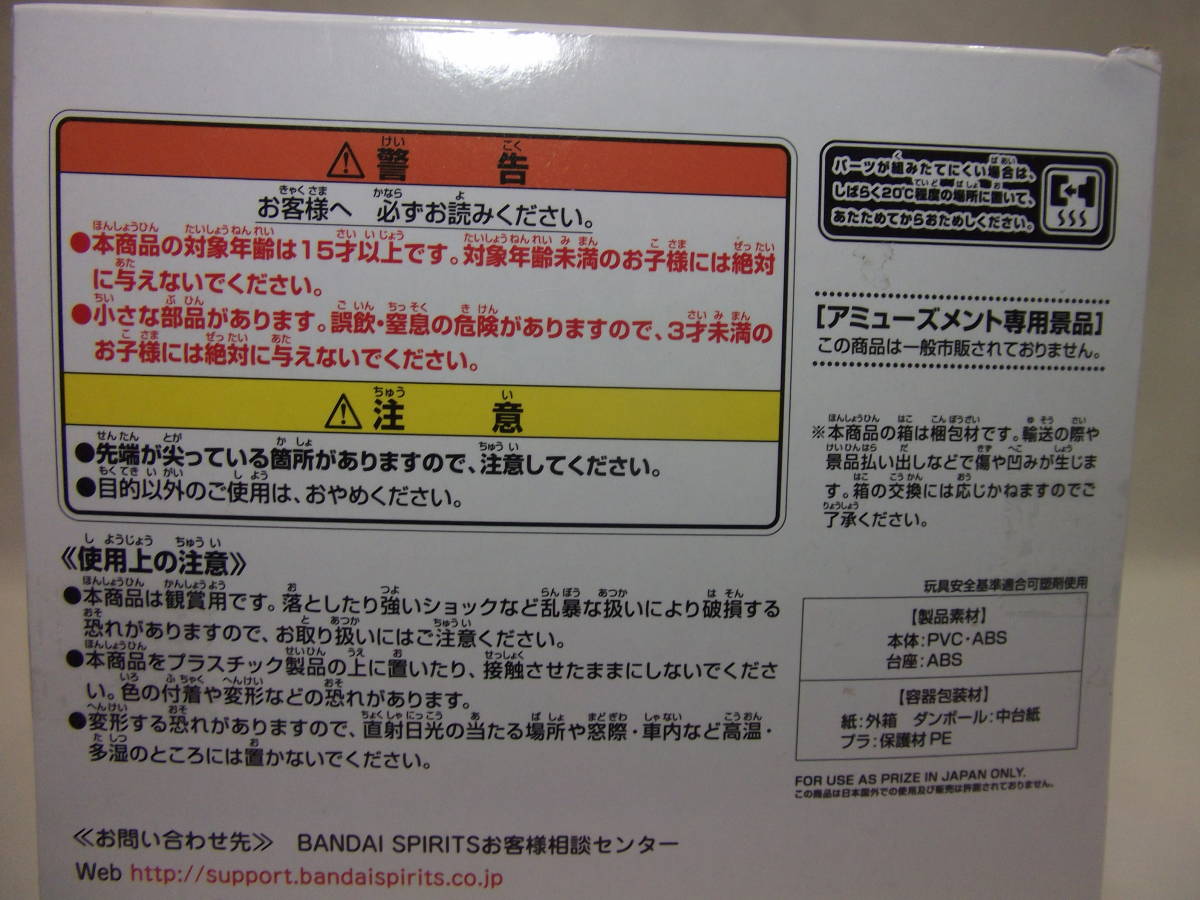 警告
お客様へ 必ずお読みください。
●本商品の対象年齢は15才以上です。対象年齢未満のお子様には絶対
に与えないでください。
●小さな部品があります。誤飲・窒息の危険がありますので、3才未満の
お子様には絶対に与えないでください。
注意
●先端が尖っている箇所がありますので、注意してください。
●目的以外のご使用は、おやめください。
《使用上の注意》
●本商品は観賞用です。落としたり強いショックなど乱暴な扱いにより破損する
恐れがありますので、お取り扱いにはご注意ください。
●本商品をプラスチック製品の上に置いたり、接触させたままにしないでくださ
い。色の付着や変形などの恐れがあります。
●変形する恐れがありますので、直射日光の当たる場所や窓際・車内など高温・
多湿のところには置かないでください。
≪お問い合わせ先≫ BANDAI SPIRITSお客様相談センター
Web http://support.bandaispirits.co.jp
パーツが組みたてにくい場合は、
しばらく20℃程度の場所に置いて、
あたためてからおためしください。
[アミューズメント専用景品]
この商品は一般市販されておりません。
※本商品の箱は梱包材です。輸送の際や
景品払い出しなどで傷や凹みが生じま
す。箱の交換には応じかねますのでご
了承ください。
玩具安全基準適合可塑剤使用
【製品素材】
本体:PVC・ABS
台座:ABS
【容器包装材】
紙:外箱 ダンボール:中台紙
プラ:保護材PE
FOR USE AS PRIZE IN JAPAN ONLY.
この商品は日本国外での使用及び販売は許諾されておりません。